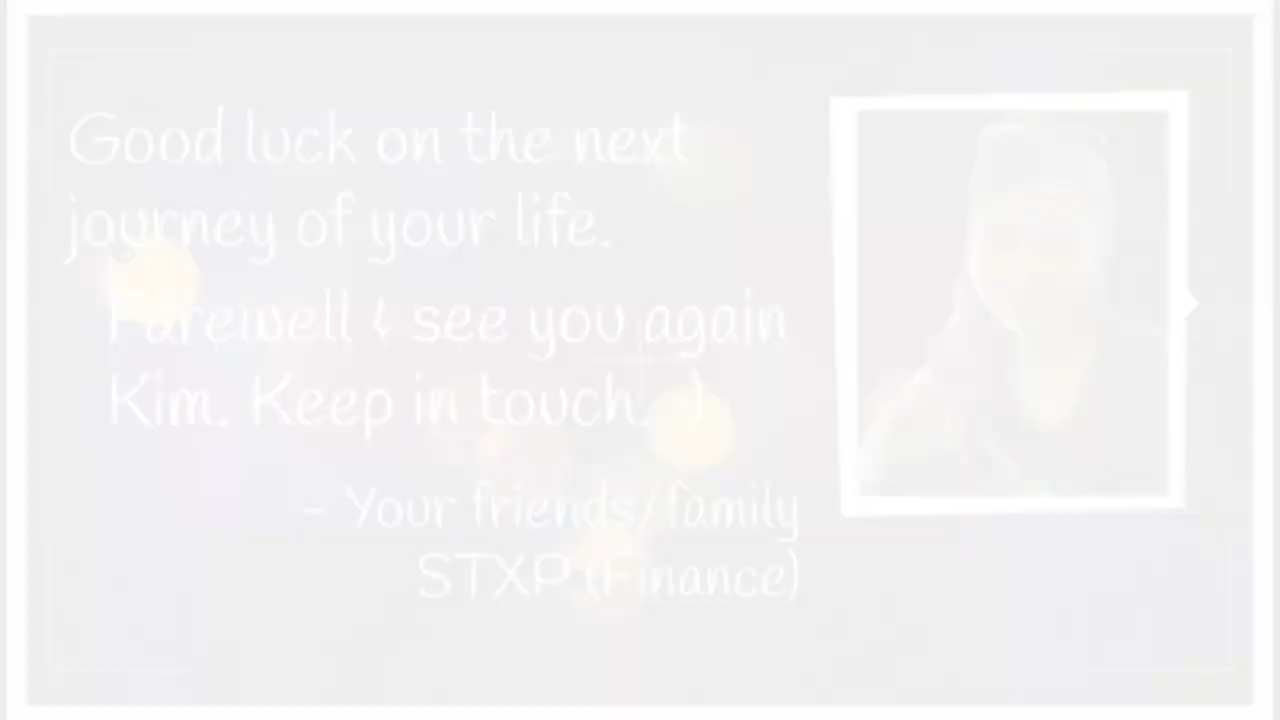 Good luck on the next
journey of your life.
Farewell & see you again
Kim. Keep in touch. :)
- Your friends/family
STXP (Finance)